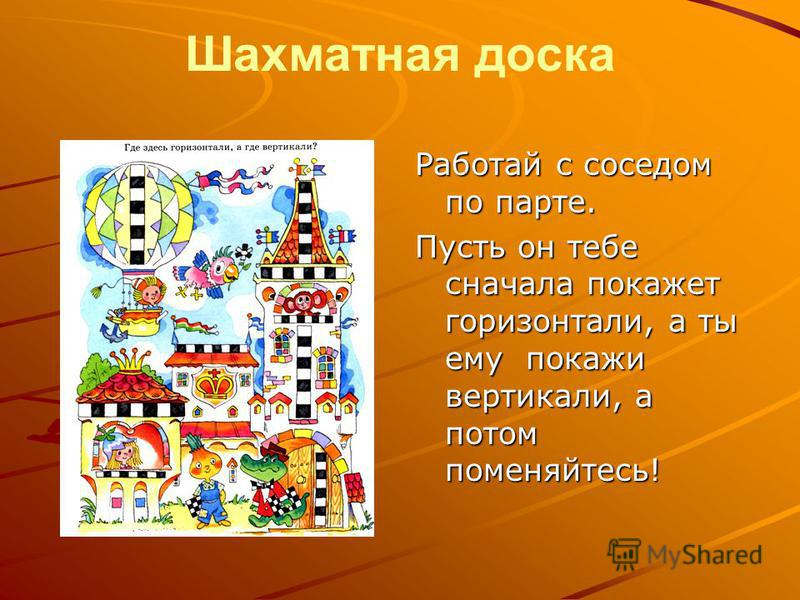 Шахматная доска
Где здесь горизонтали, а где вертикали?
Работай с соседом
по парте.
Пусть он тебе
сначала покажет
горизонтали, а ты
ему покажи
вертикали, а
потом
поменяйтесь!
MyShared